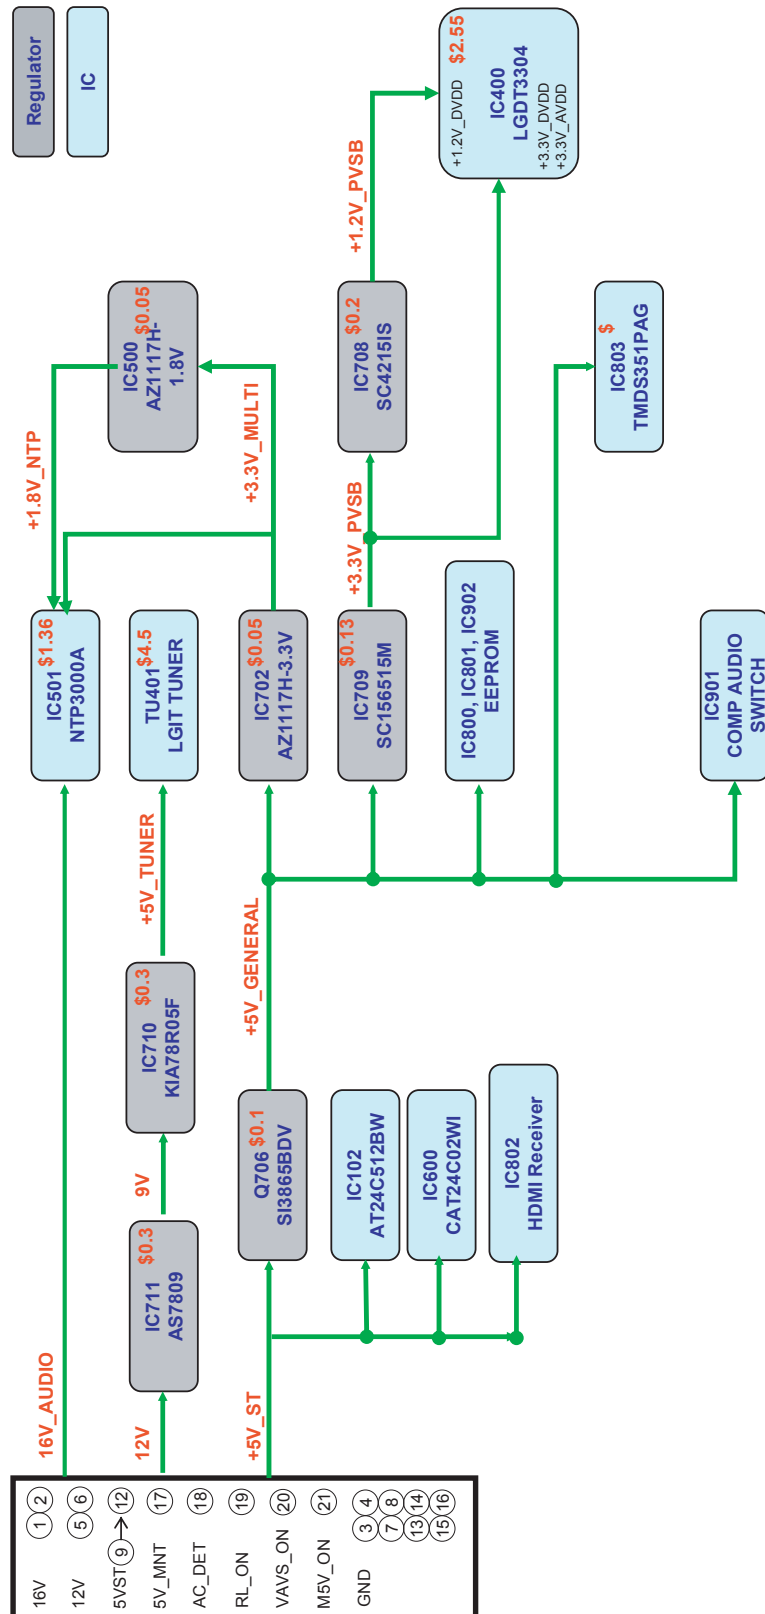 Regulator
IC
16V
1 2
12V
5 6
5VST 9 12
5V_MNT 17
AC_DET 18
RL_ON 19
VAVS_ON 20
M5V_ON 21
GND
3 4
7 8
13 14
15 16
16V_AUDIO
12V
+5V_ST
IC711 $0.3
AS7809
9V
IC710 $0.3
KIA78R05F
+5V_TUNER
Q706 $0.1
SI3865BDV
+5V_GENERAL
IC102
AT24C512BW
IC600
CAT24C02WI
IC802
HDMI Receiver
IC501 $1.36
NTP3000A
TU401 $4.5
LGIT TUNER
IC702 $0.05
AZ1117H-3.3V
IC709 $0.13
SC156515M
IC800, IC801, IC902
EEPROM
IC901
COMP AUDIO
SWITCH
+1.8V_NTP
+3.3V_MULTI
+3.3V_PVSB
IC500 $0.05
AZ1117H-
1.8V
IC708 $0.2
SC4215IS
+1.2V_PVSB
IC803 $
TMDS351PAG
+1.2V_DVDD $2.55
IC400
LGDT3304
+3.3V_DVDD
+3.3V_AVDD